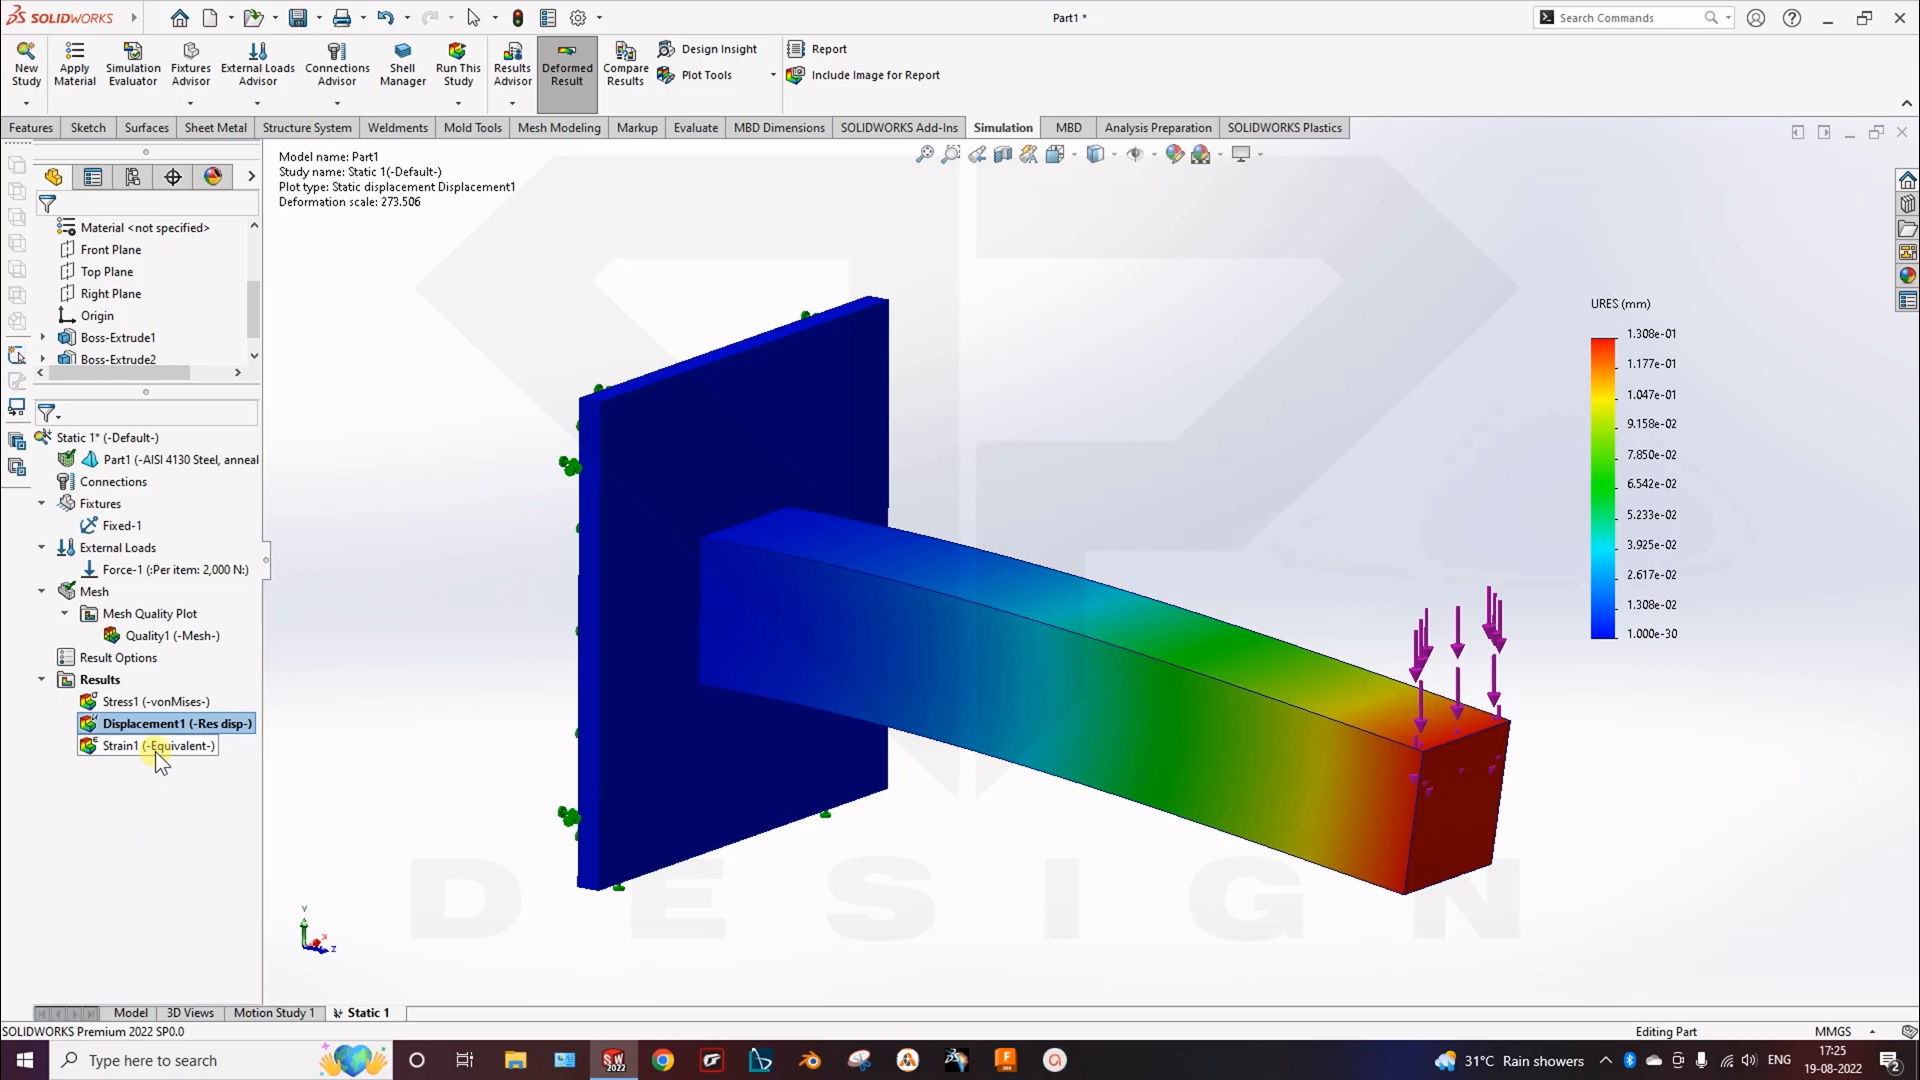 SOLIDWORKS
Part1 *
Search Commands
New Study
Apply Material
Simulation Evaluator
Fixtures Advisor
External Loads Advisor
Connections Advisor
Shell Manager
Run This Study
Results Advisor
Deformed Result
Compare Results
Design Insight
Plot Tools
Report
Include Image for Report
Features
Sketch
Surfaces
Sheet Metal
Structure System
Weldments
Mold Tools
Mesh Modeling
Markup
Evaluate
MBD Dimensions
SOLIDWORKS Add-Ins
Simulation
MBD
Analysis Preparation
SOLIDWORKS Plastics
Model name: Part1
Study name: Static 1(-Default-)
Plot type: Static displacement Displacement1
Deformation scale: 273.506
Material <not specified>
Front Plane
Top Plane
Right Plane
Origin
Boss-Extrude1
Boss-Extrude2
Static 1* (-Default-)
Part1 (-AISI 4130 Steel, anneal
Connections
Fixtures
Fixed-1
External Loads
Force-1 (:Per item: 2,000 N:)
Mesh
Mesh Quality Plot
Quality1 (-Mesh-)
Result Options
Results
Stress1 (-vonMises-)
Displacement1 (-Res disp-)
Strain1 (-Equivalent-)
URES (mm)
1.308e-01
1.177e-01
1.047e-01
9.158e-02
7.850e-02
6.542e-02
5.233e-02
3.925e-02
2.617e-02
1.308e-02
1.000e-30
DESIGN
Y
X
Z
Model
3D Views
Motion Study 1
Static 1
SOLIDWORKS Premium 2022 SP0.0
Editing Part
MMGS
Type here to search
SW 2022
31°C Rain showers
ENG
17:25
19-08-2022
2